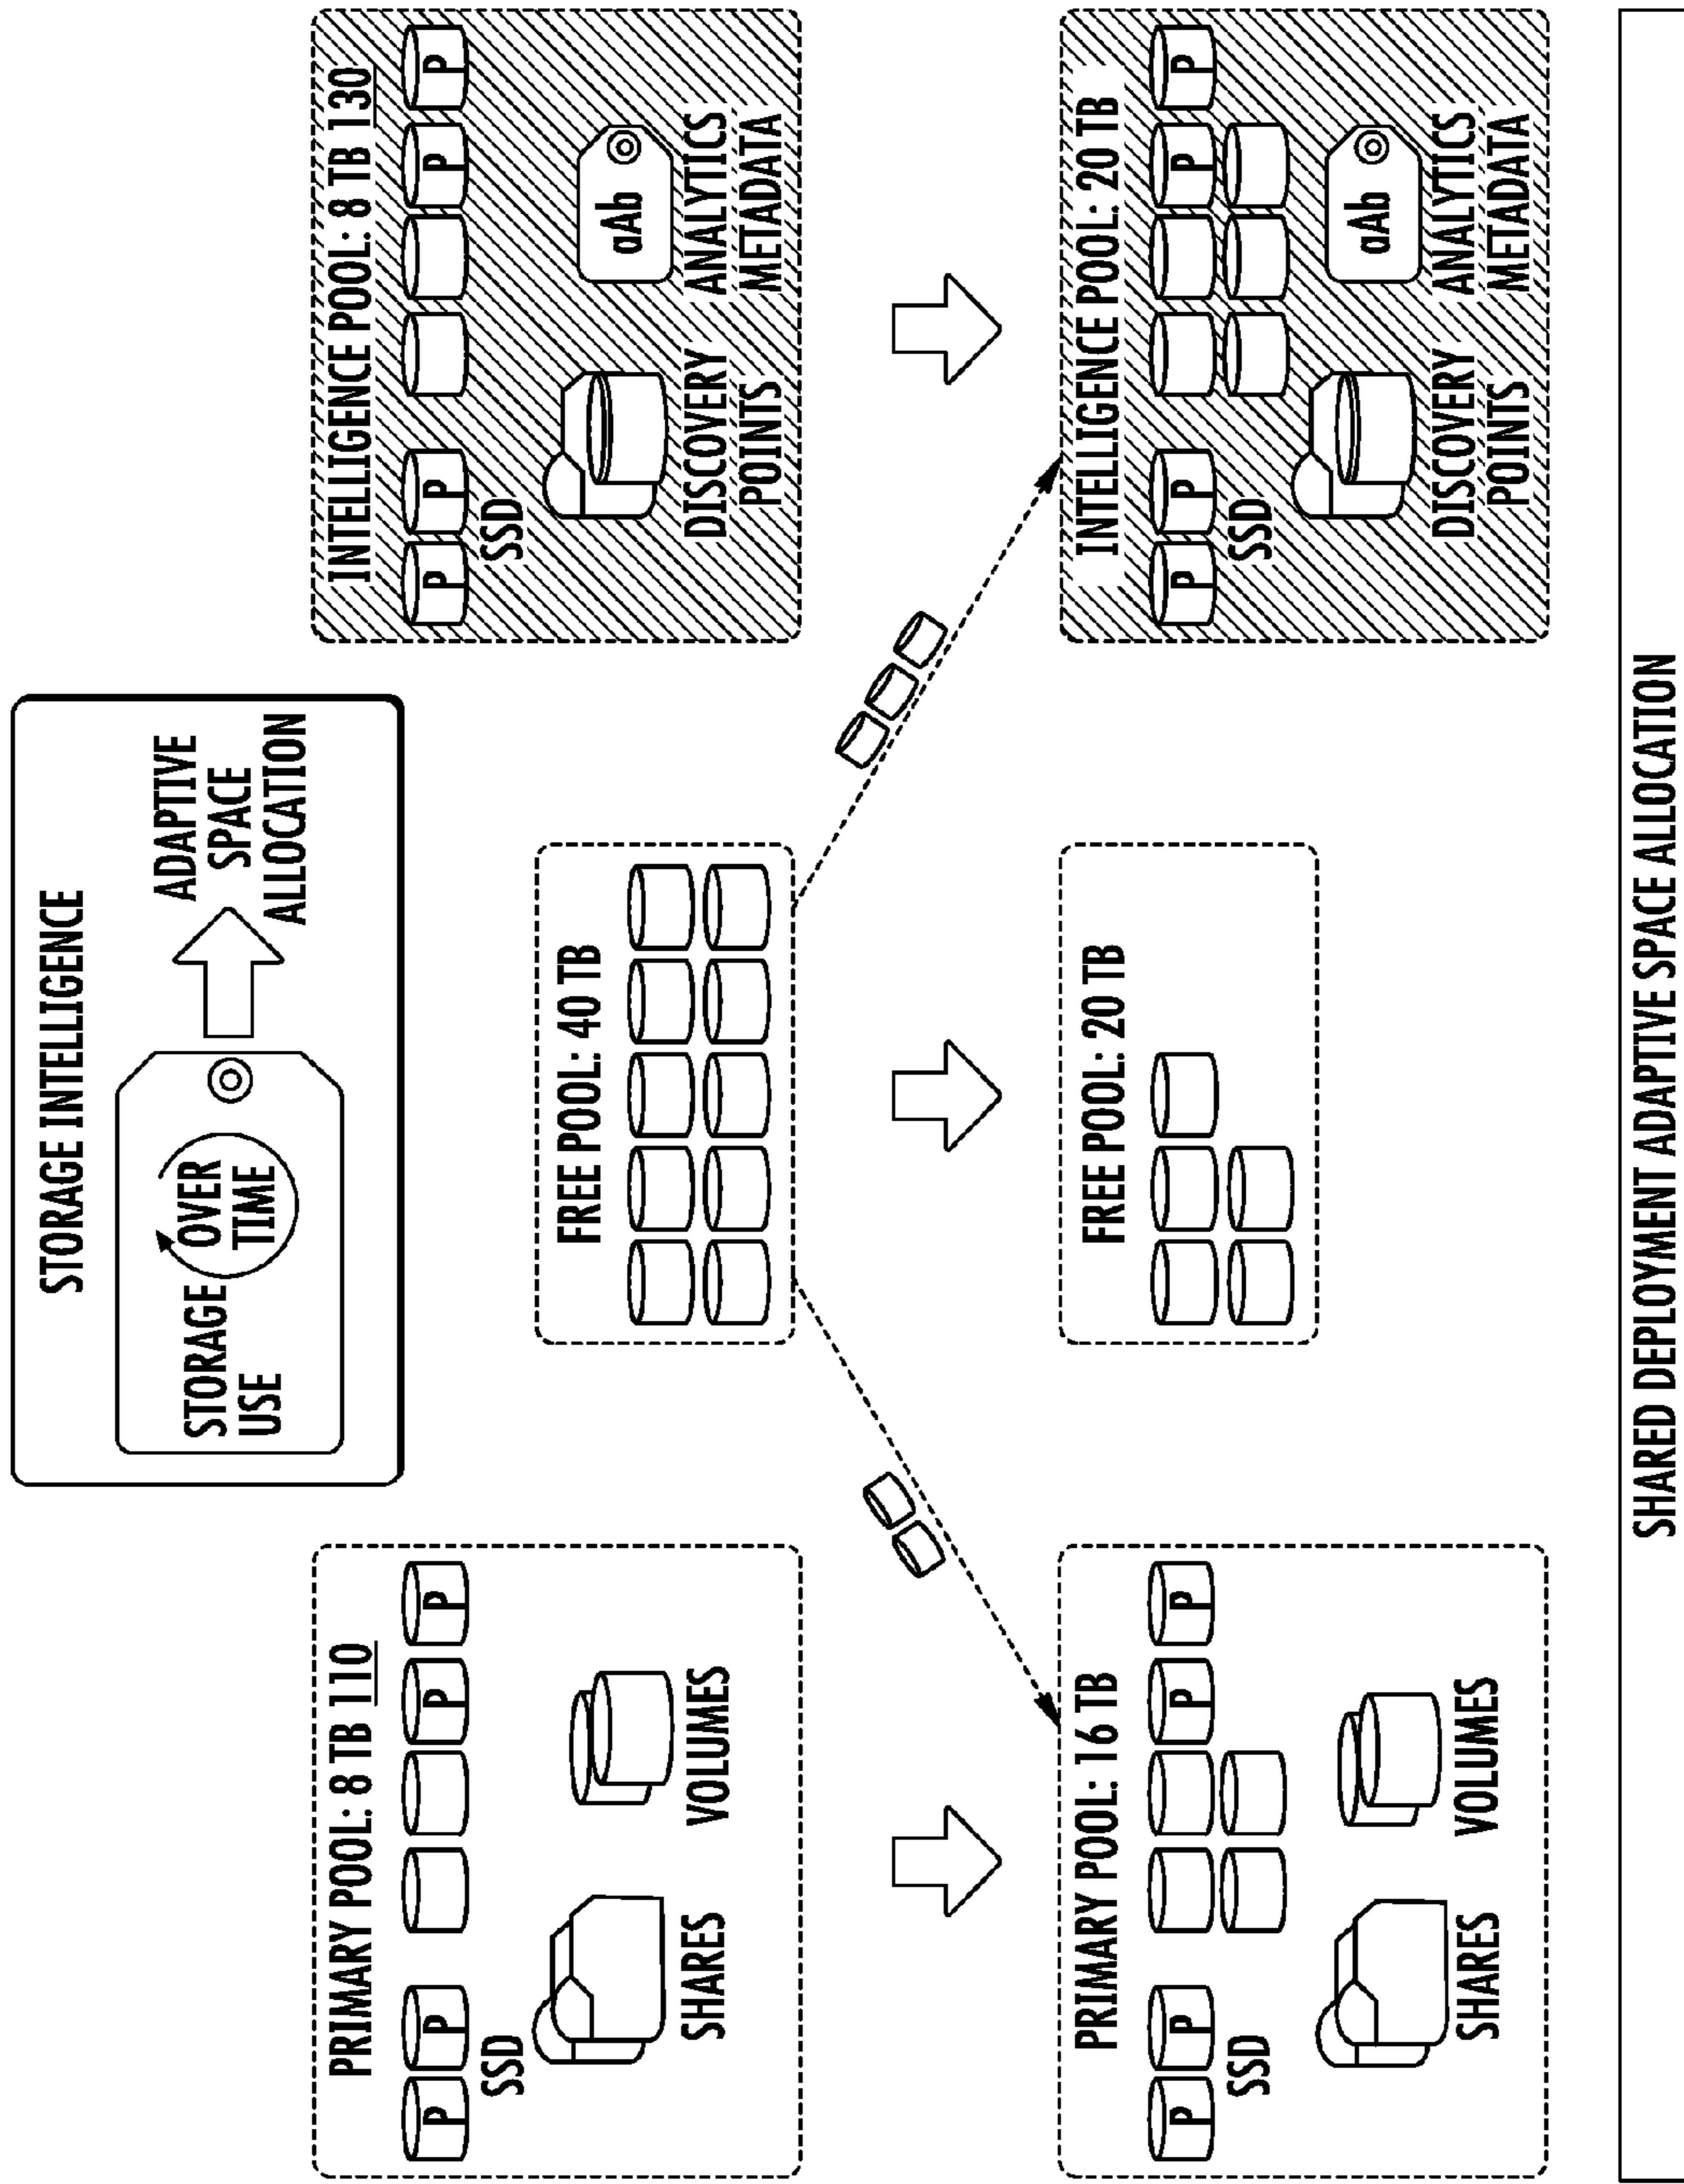 STORAGE INTELLIGENCE
STORAGE
USE
OVER
TIME
ADAPTIVE
SPACE
ALLOCATION
PRIMARY POOL: 8 TB 110
P
P
P
P
SSD
SHARES
VOLUMES
FREE POOL: 40 TB
INTELLIGENCE POOL: 8 TB 130
P
P
P
P
SSD
DISCOVERY
POINTS
aAb
ANALYTICS
METADATA
PRIMARY POOL: 16 TB
P
P
P
P
SSD
SHARES
VOLUMES
FREE POOL: 20 TB
INTELLIGENCE POOL: 20 TB
P
P
P
P
SSD
DISCOVERY
POINTS
aAb
ANALYTICS
METADATA
SHARED DEPLOYMENT ADAPTIVE SPACE ALLOCATION